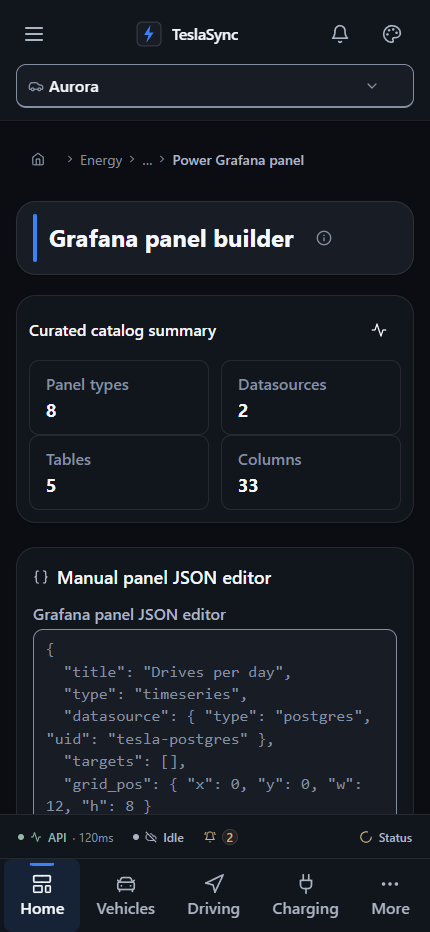 TeslaSync
Aurora
Energy
...
Power Grafana panel
Grafana panel builder
Curated catalog summary
Panel types
8
Datasources
2
Tables
5
Columns
33
Manual panel JSON editor
Grafana panel JSON editor
{
  "title": "Drives per day",
  "type": "timeseries",
  "datasource": { "type": "postgres",
"uid": "tesla-postgres" },
  "targets": [],
  "grid_pos": { "x": 0, "y": 0, "w":
12, "h": 8 }
API · 120ms
Idle
2
Status
Home
Vehicles
Driving
Charging
More